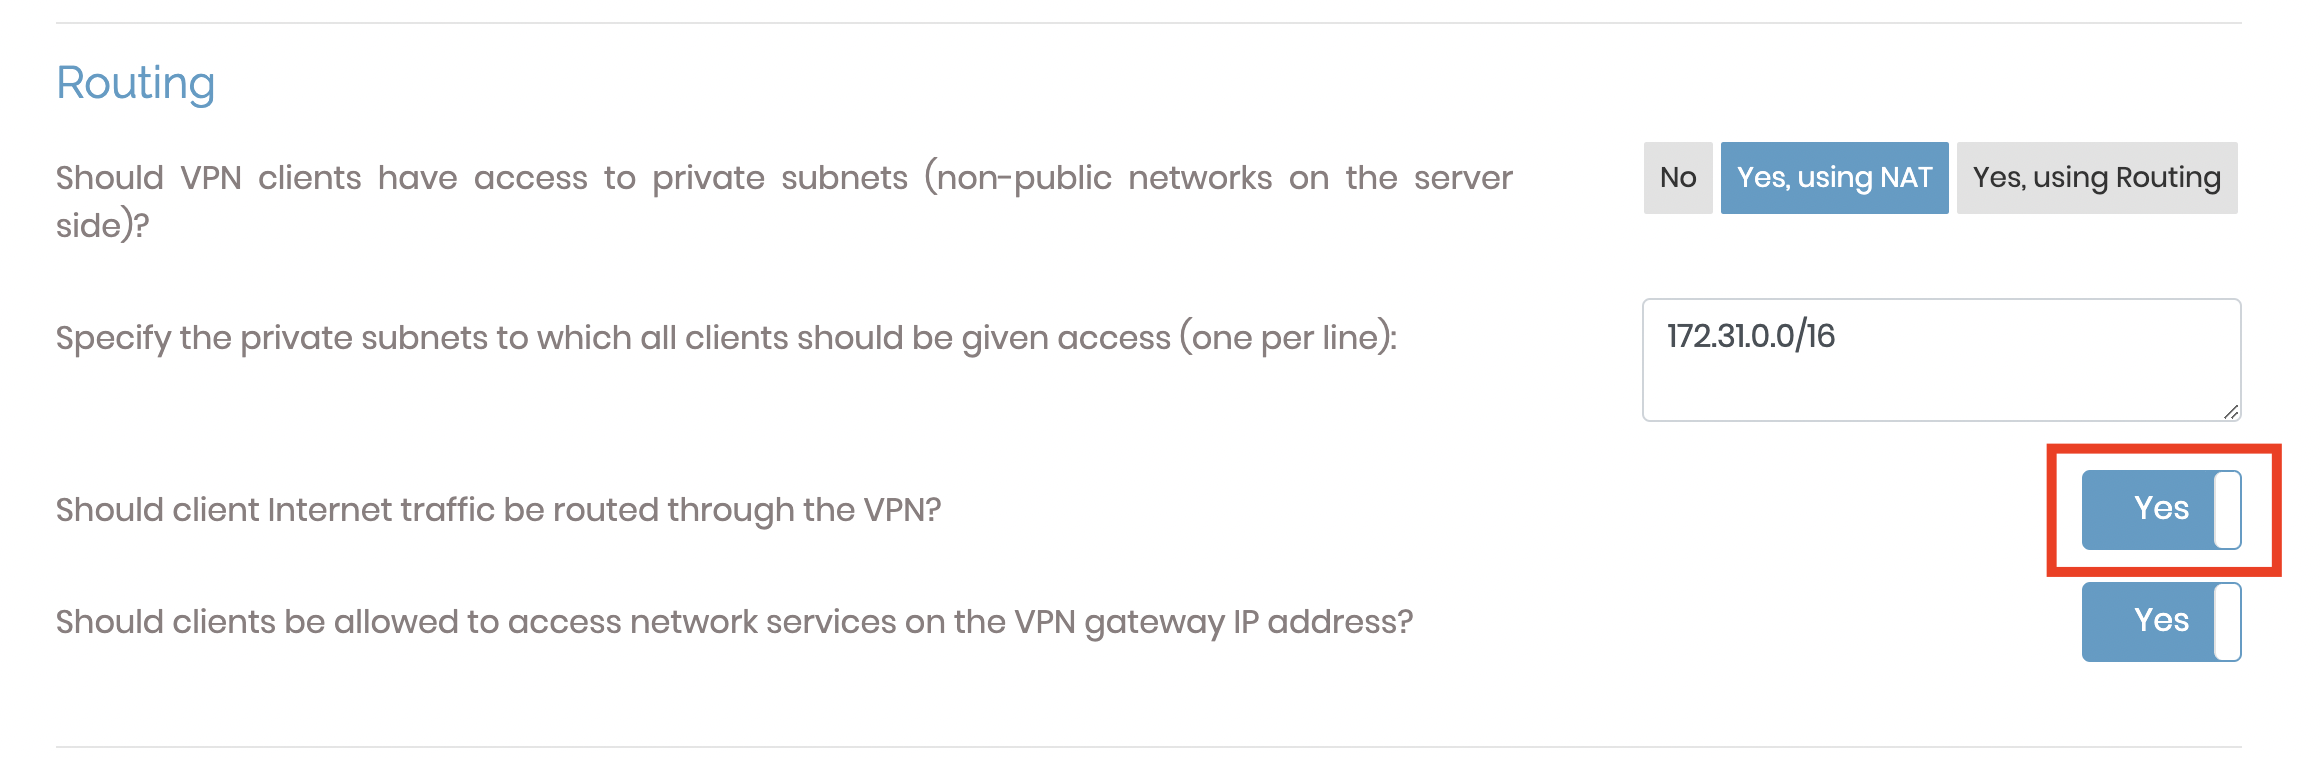 Routing
Should VPN clients have access to private subnets (non-public networks on the server
side)?
No
Yes, using NAT
Yes, using Routing
Specify the private subnets to which all clients should be given access (one per line):
172.31.0.0/16
Should client Internet traffic be routed through the VPN?
Yes
Should clients be allowed to access network services on the VPN gateway IP address?
Yes